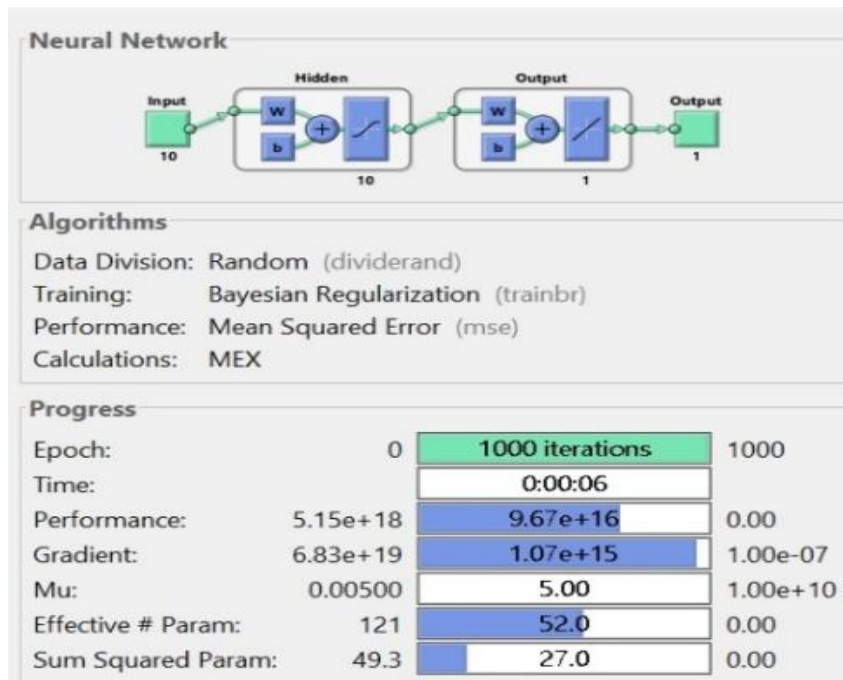 Neural Network
Hidden Output
Input Output
W W
+ +
b b
10 10 1 1
Algorithms
Data Division: Random (dividerand)
Training: Bayesian Regularization (trainbr)
Performance: Mean Squared Error (mse)
Calculations: MEX
Progress
Epoch: 0 1000 iterations 1000
Time: 0:00:06
Performance: 5.15e+18 9.67e+16 0.00
Gradient: 6.83e+19 1.07e+15 1.00e-07
Mu: 0.00500 5.00 1.00e+10
Effective # Param: 121 52.0 0.00
Sum Squared Param: 49.3 27.0 0.00